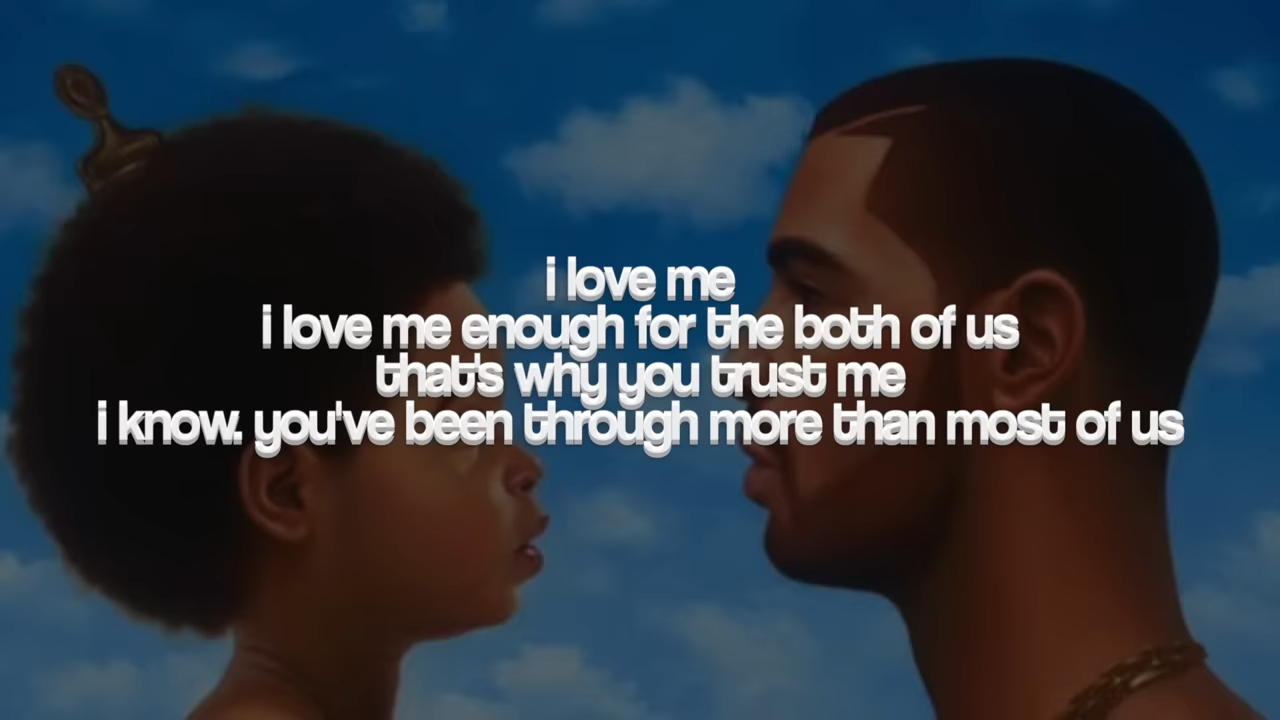 i love me
i love me enough for the both of us
that's why you trust me
i know. you've been through more than most of us